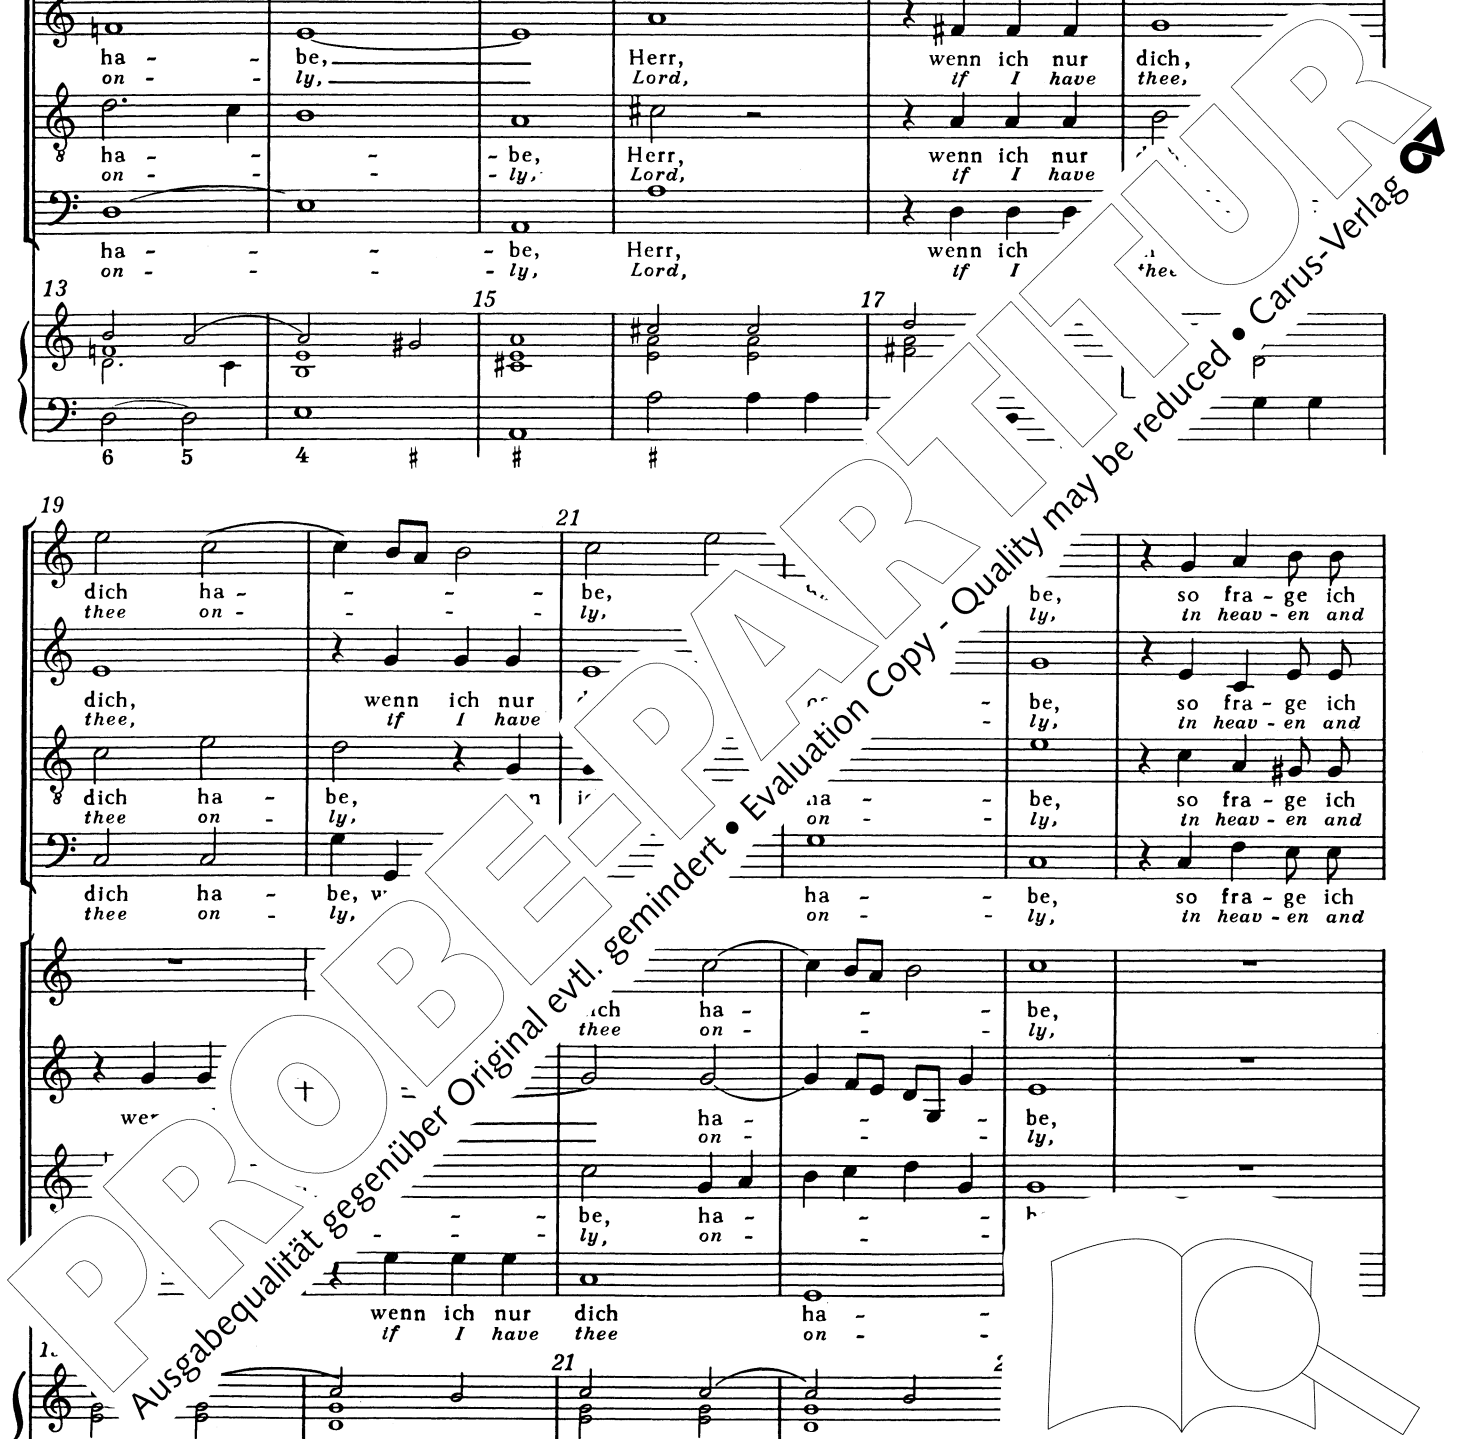 ha - - be, Herr, wenn ich nur dich,
on - - ly, Lord, if I have thee,
ha - - - - be, Herr, wenn ich nur
on - - - - ly, Lord, if I have
ha - - - - be, Herr, wenn ich
on - - - - ly, Lord, if I
13 15 17
6 5 4 # # #
19 21
dich ha - - - - be, be, so fra - ge ich
thee on - - - - ly, ly, in heav - en and
dich, wenn ich nur - be, so fra - ge ich
thee, if I have - ly, in heav - en and
dich ha - be, - - be, so fra - ge ich
thee on - ly, on - - ly, in heav - en and
dich ha - be, ha - - be, so fra - ge ich
thee on - ly, on - - ly, in heav - en and
ha - - - be,
thee on - - - ly,
ha - - - be,
on - - - ly,
- - be, ha - - -
- - ly, on - - -
wenn ich nur dich ha - -
if I have thee on - -
21
PROBE-PARTITUR
Ausgabequalität gegenüber Original evtl. gemindert • Evaluation Copy - Quality may be reduced • Carus-Verlag